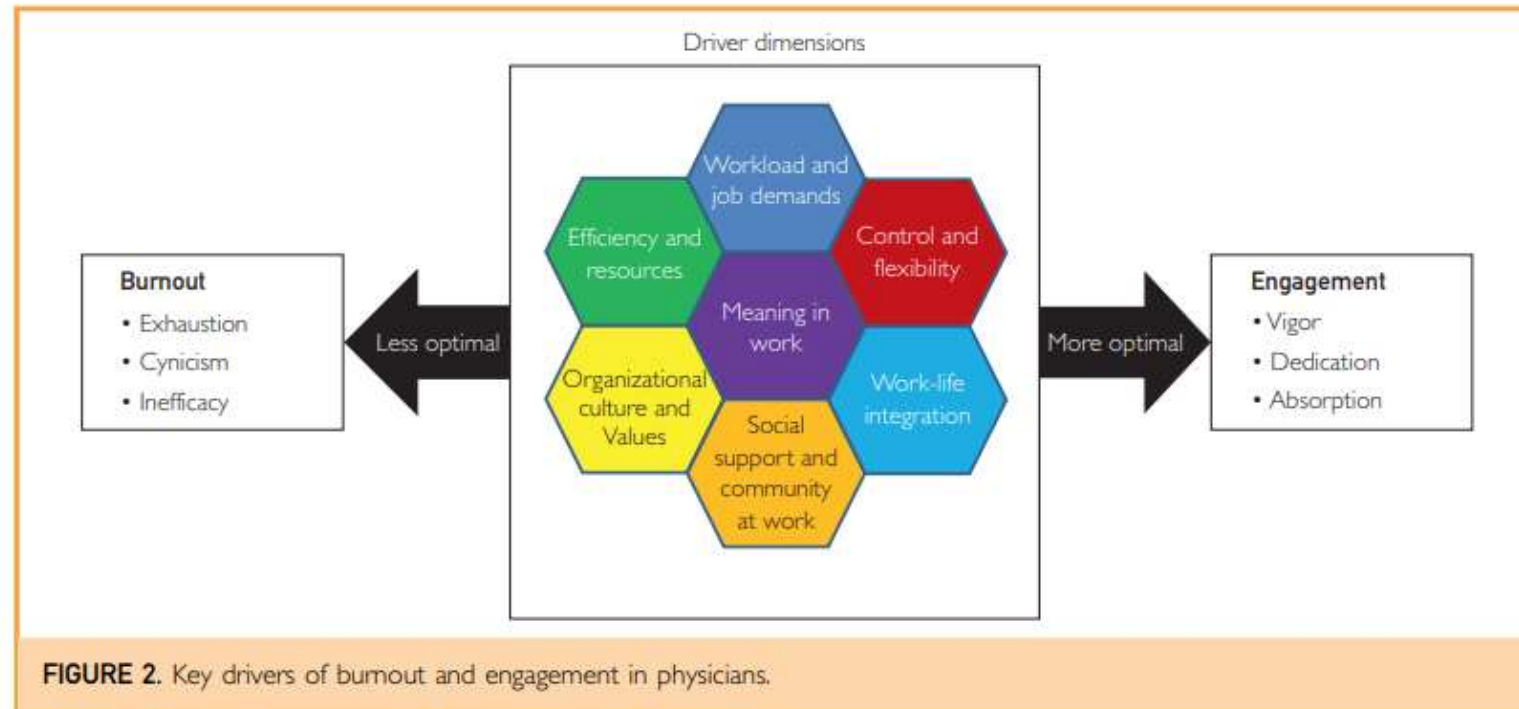 Driver dimensions
Workload and
job demands
Efficiency and
resources
Control and
flexibility
Meaning in
work
Organizational
culture and
Values
Work-life
integration
Social
support and
community
at work
Burnout
• Exhaustion
• Cynicism
• Inefficacy
Less optimal
More optimal
Engagement
• Vigor
• Dedication
• Absorption
FIGURE 2. Key drivers of burnout and engagement in physicians.